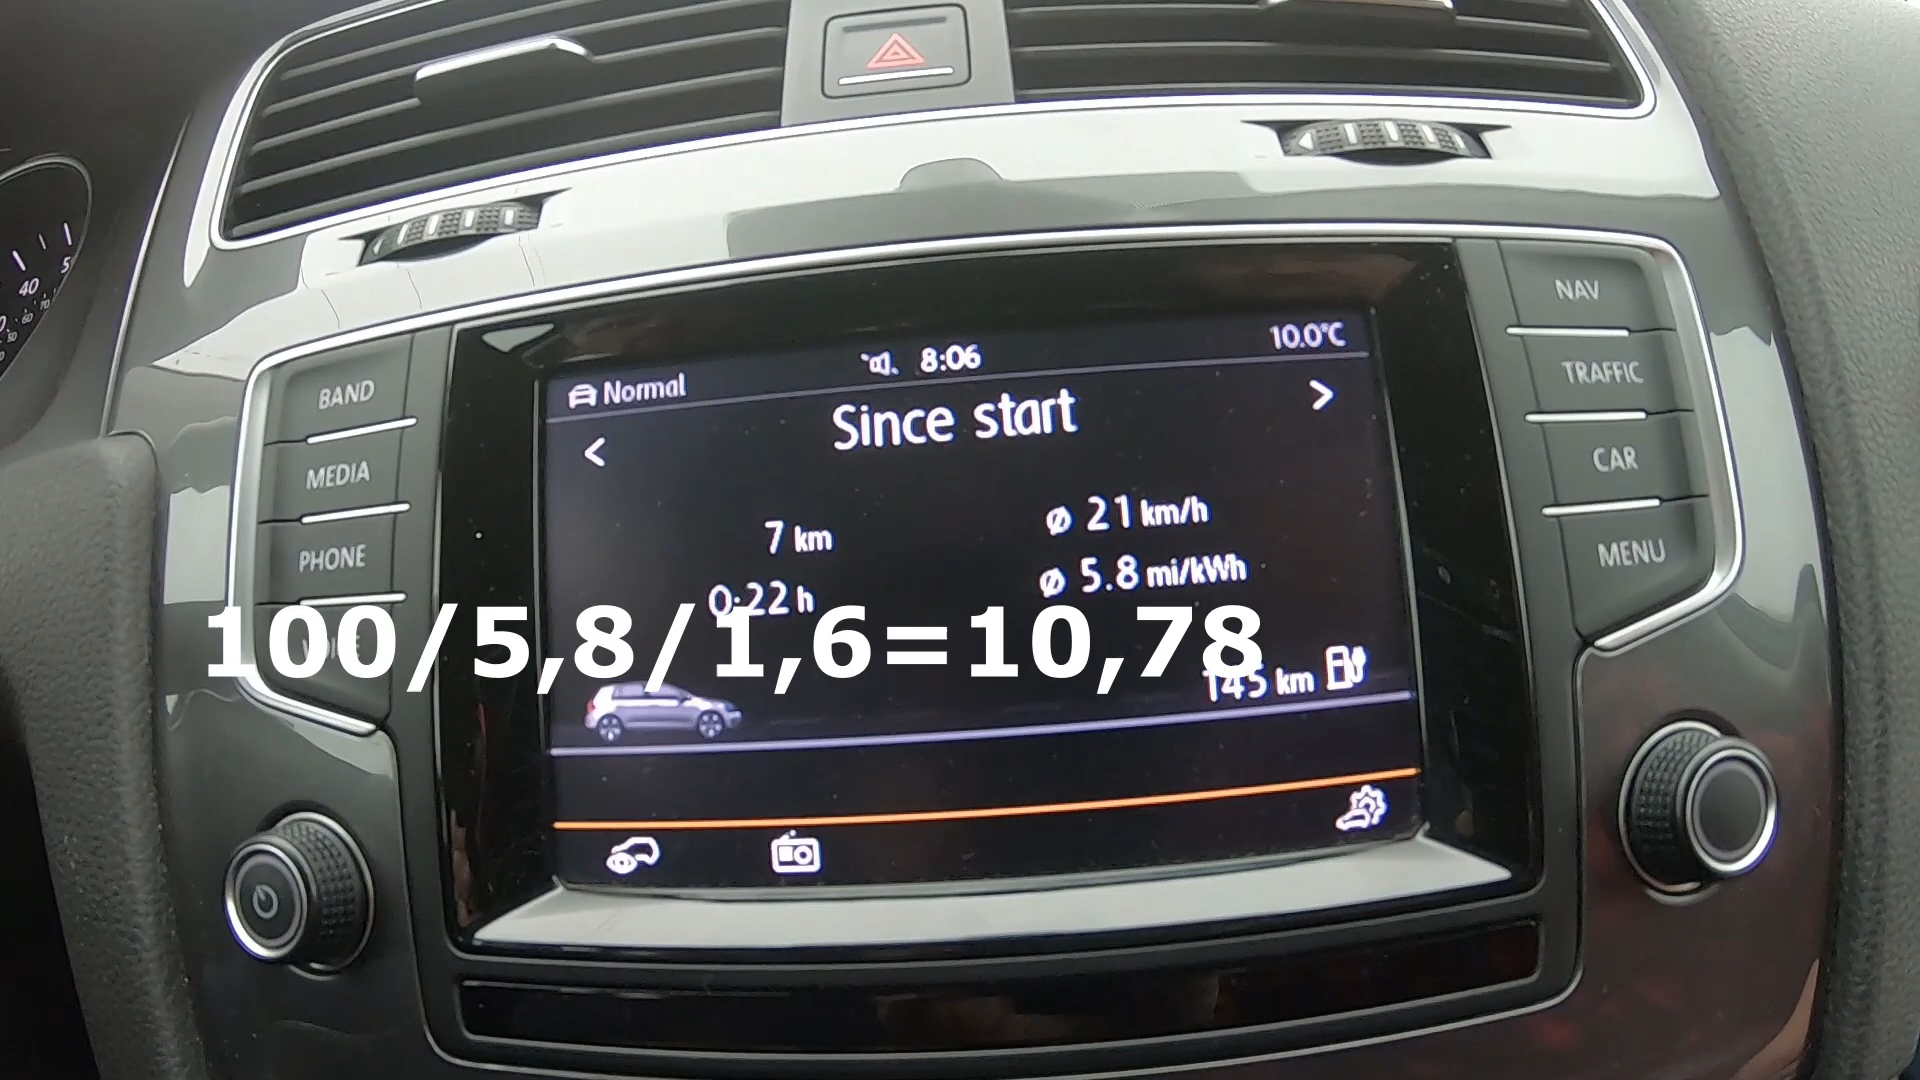 40
BAND
MEDIA
PHONE
NAV
TRAFFIC
CAR
MENU
Normal
8:06
10.0°C
< Since start >
7 km
ø 21 km/h
0:22 h
ø 5.8 mi/kWh
100/5,8/1,6=10,78
145 km